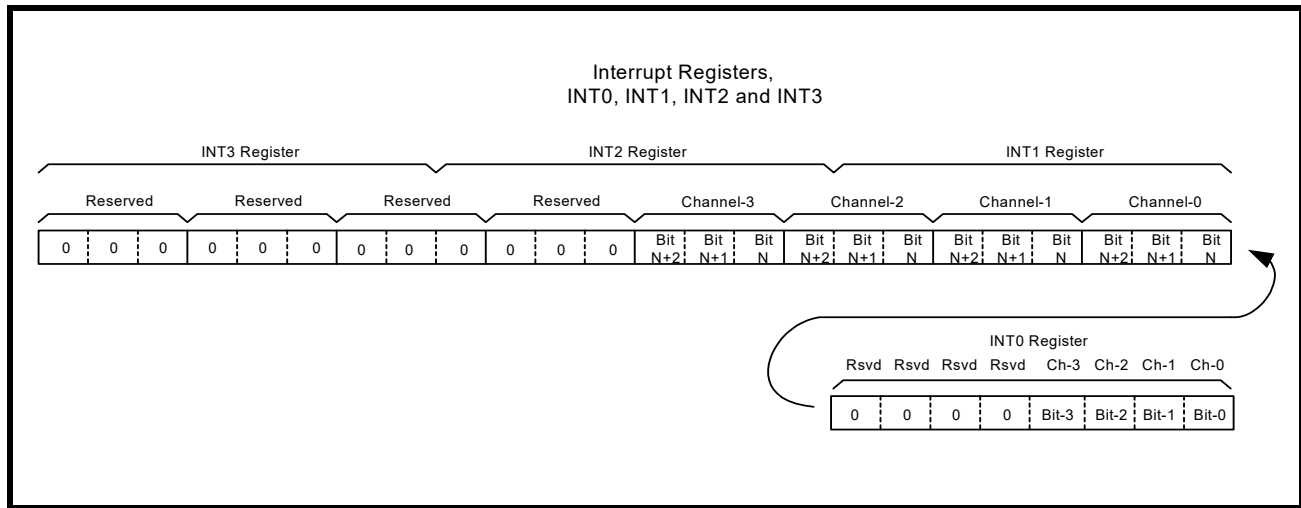 Interrupt Registers,
INT0, INT1, INT2 and INT3
INT3 Register INT2 Register INT1 Register
Reserved Reserved Reserved Reserved Channel-3 Channel-2 Channel-1 Channel-0
0 0 0 0 0 0 0 0 0 0 0 0 Bit N+2 Bit N+1 Bit N Bit N+2 Bit N+1 Bit N Bit N+2 Bit N+1 Bit N Bit N+2 Bit N+1 Bit N
INT0 Register
Rsvd Rsvd Rsvd Rsvd Ch-3 Ch-2 Ch-1 Ch-0
0 0 0 0 Bit-3 Bit-2 Bit-1 Bit-0